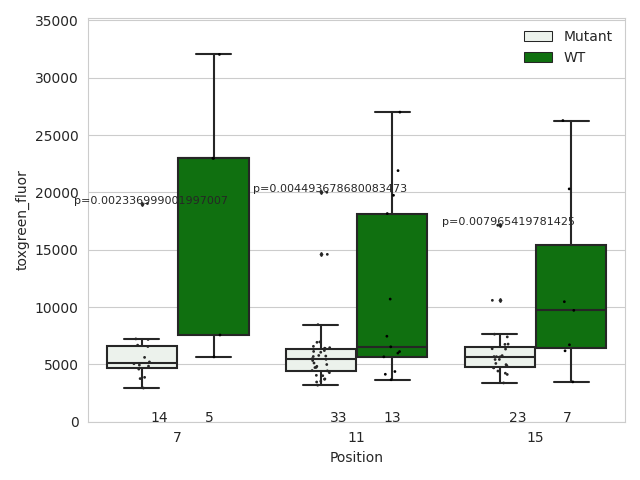 35000
30000
25000
20000
15000
10000
5000
0
toxgreen_fluor
Mutant
WT
p=0.002336999001997007
p=0.004493678680083473
p=0.007965419781425
14
5
33
13
23
7
7
11
15
Position